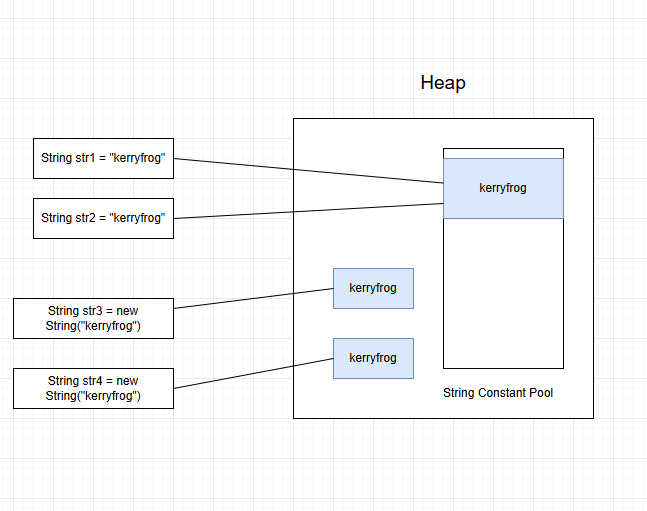 Heap
String str1 = "kerryfrog"
kerryfrog
String str2 = "kerryfrog"
kerryfrog
String str3 = new
String("kerryfrog")
kerryfrog
String str4 = new
String("kerryfrog")
String Constant Pool